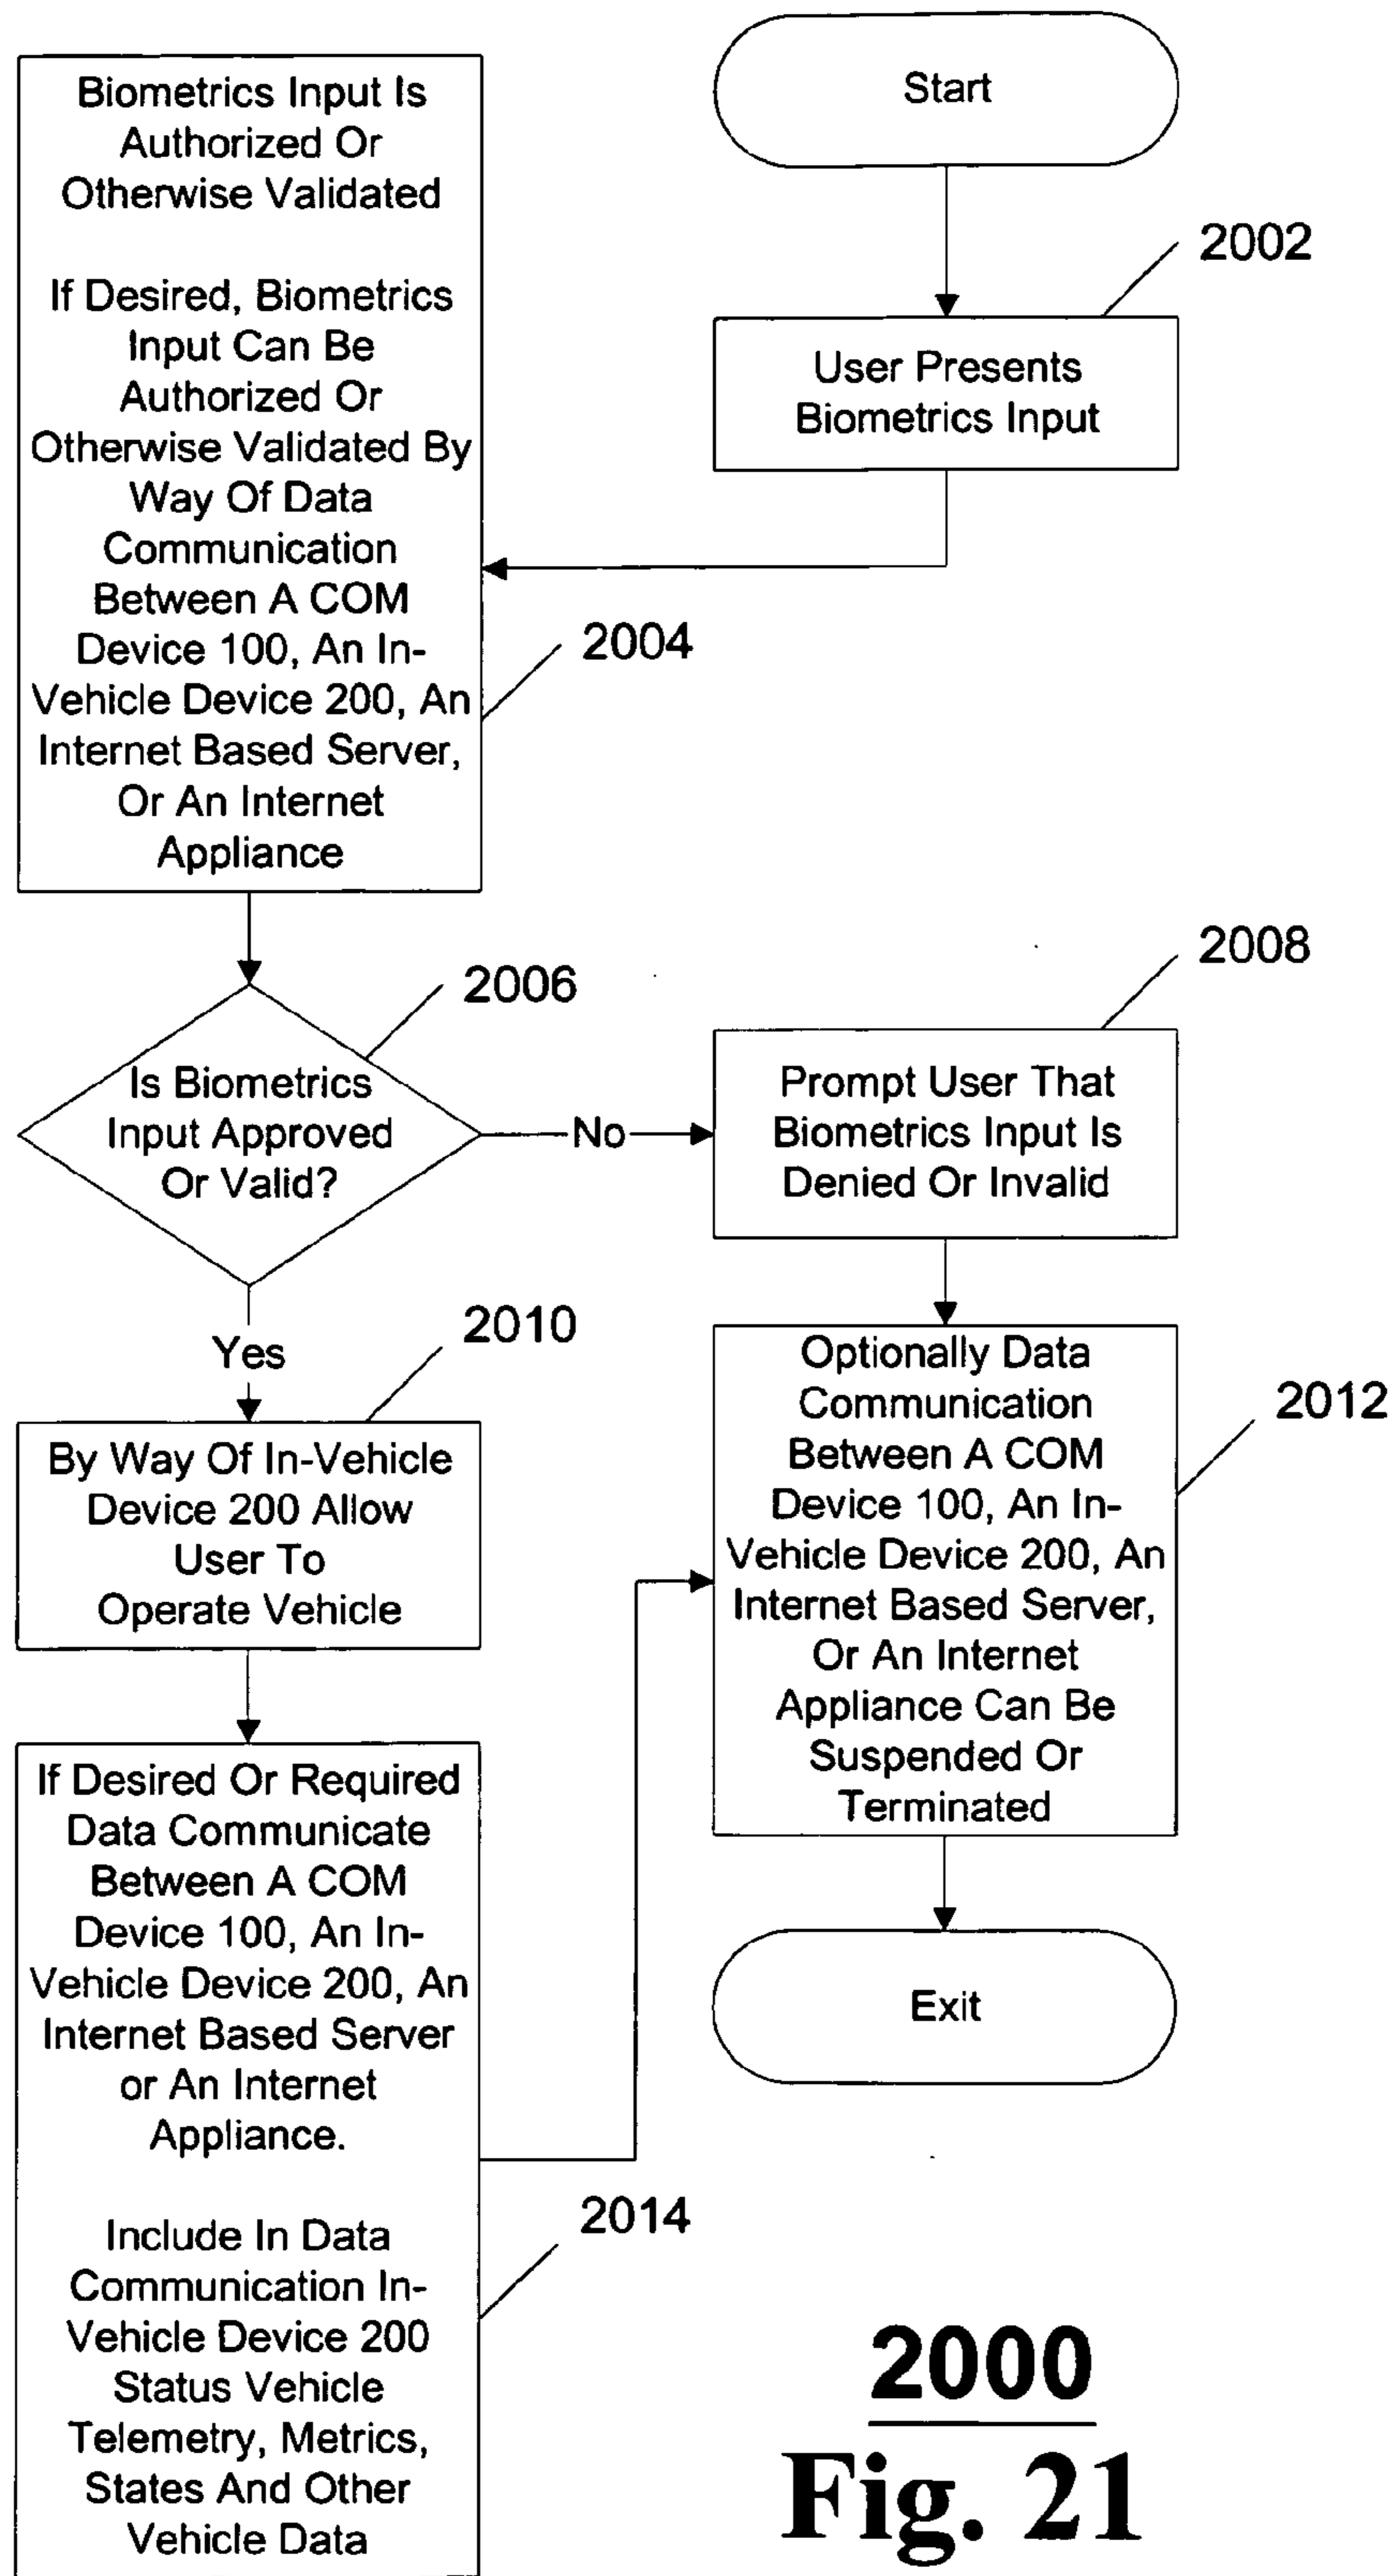 Start
2002
User Presents
Biometrics Input
Biometrics Input Is
Authorized Or
Otherwise Validated
If Desired, Biometrics
Input Can Be
Authorized Or
Otherwise Validated By
Way Of Data
Communication
Between A COM
Device 100, An In-
Vehicle Device 200, An
Internet Based Server,
Or An Internet
Appliance
2004
2006
Is Biometrics
Input Approved
Or Valid?
No
2008
Prompt User That
Biometrics Input Is
Denied Or Invalid
Yes
2010
By Way Of In-Vehicle
Device 200 Allow
User To
Operate Vehicle
Optionally Data
Communication
Between A COM
Device 100, An In-
Vehicle Device 200, An
Internet Based Server,
Or An Internet
Appliance Can Be
Suspended Or
Terminated
2012
If Desired Or Required
Data Communicate
Between A COM
Device 100, An In-
Vehicle Device 200, An
Internet Based Server
or An Internet
Appliance.
Include In Data
Communication In-
Vehicle Device 200
Status Vehicle
Telemetry, Metrics,
States And Other
Vehicle Data
2014
Exit
2000
Fig. 21